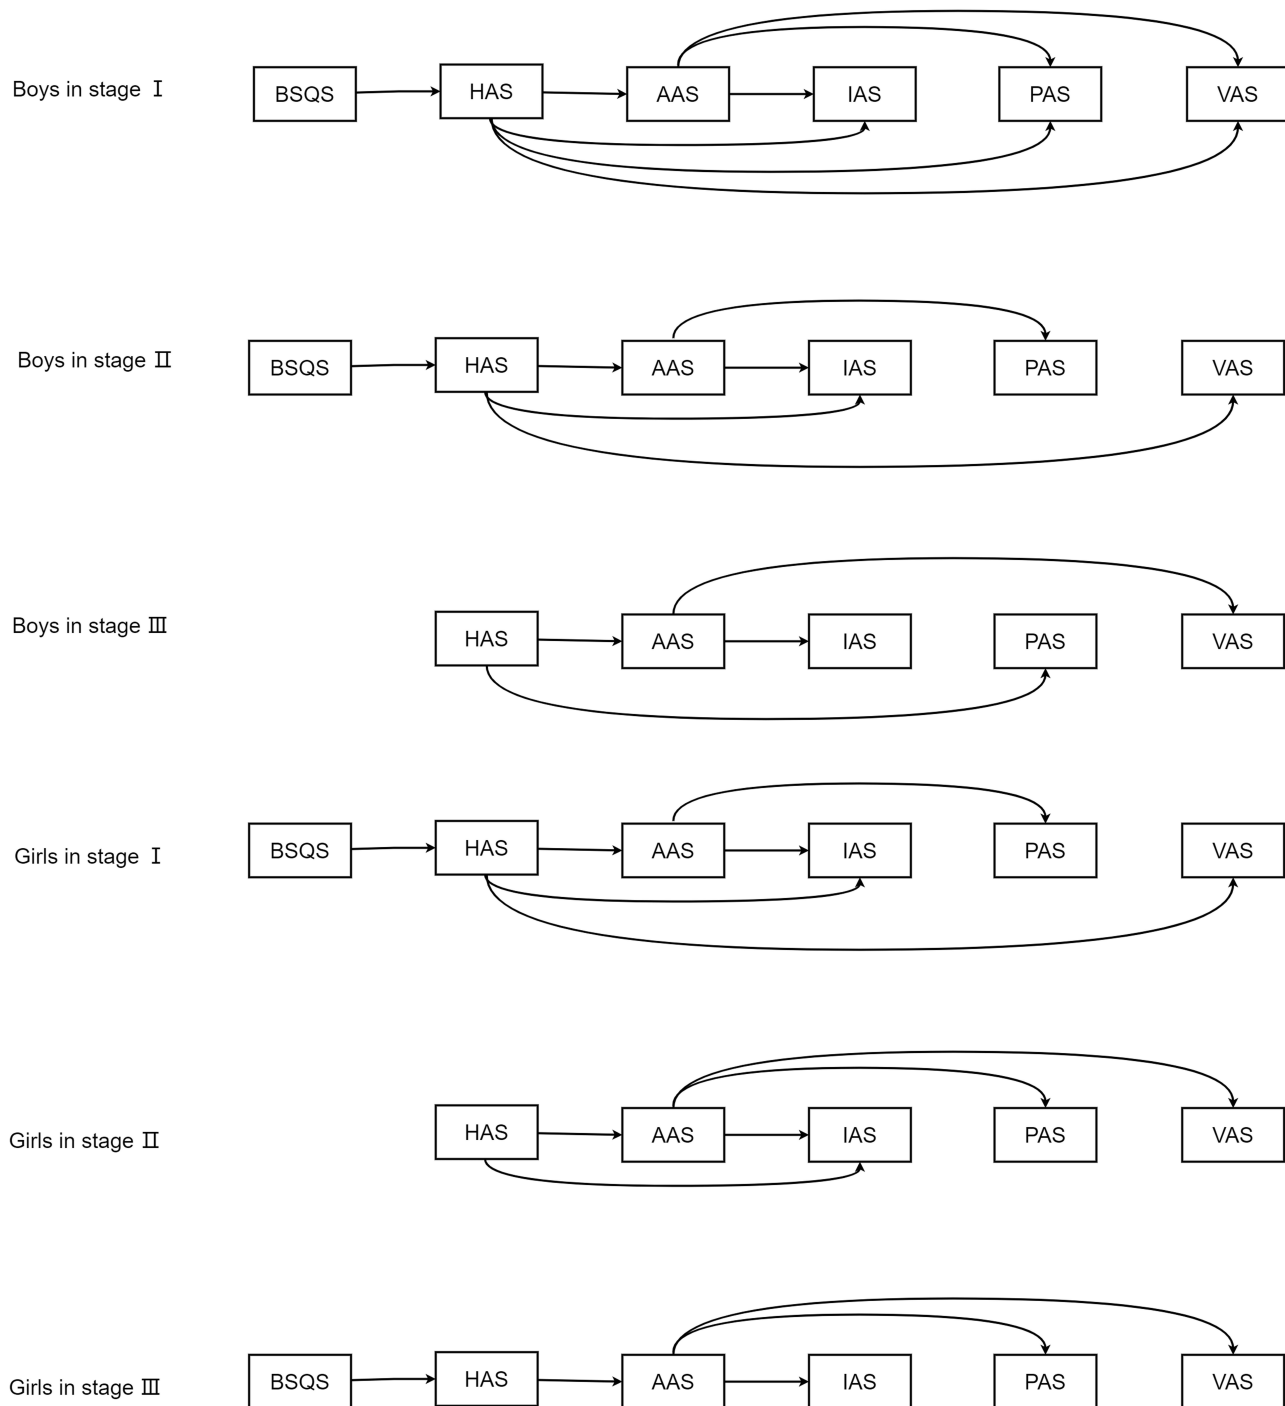 Boys in stage Ⅰ BSQS HAS AAS IAS PAS VAS
Boys in stage Ⅱ BSQS HAS AAS IAS PAS VAS
Boys in stage Ⅲ HAS AAS IAS PAS VAS
Girls in stage Ⅰ BSQS HAS AAS IAS PAS VAS
Girls in stage Ⅱ HAS AAS IAS PAS VAS
Girls in stage Ⅲ BSQS HAS AAS IAS PAS VAS